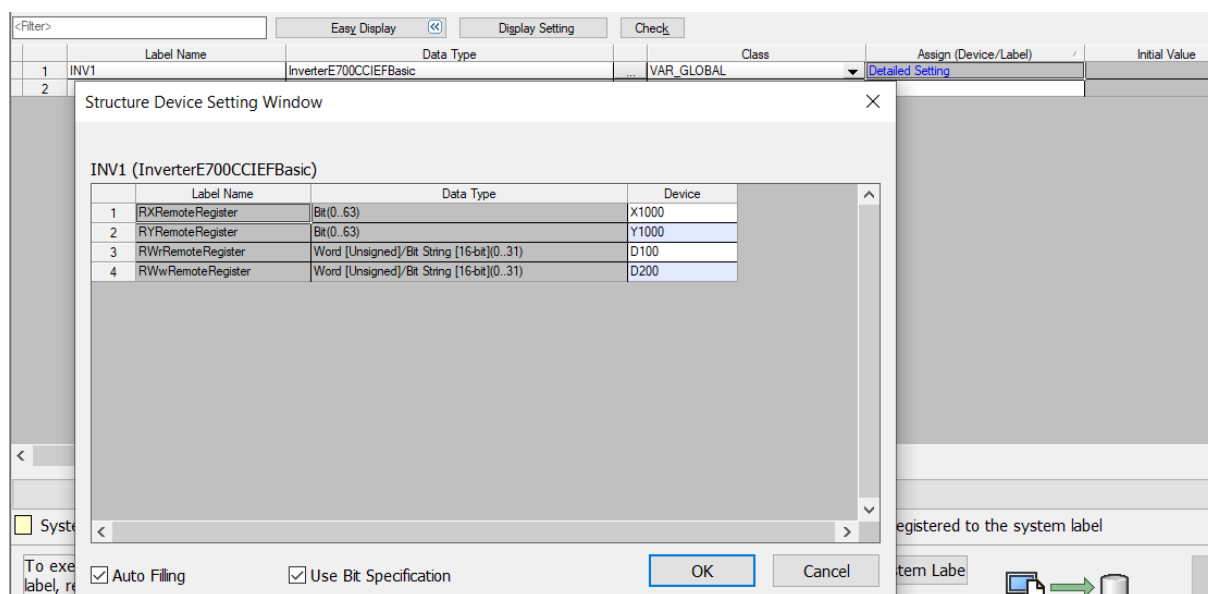 <Filter> Easy Display Display Setting Check
Label Name Data Type Class Assign (Device/Label) Initial Value
1 INV1 InverterE700CCIEFBasic ... VAR_GLOBAL Detailed Setting
2
Structure Device Setting Window
INV1 (InverterE700CCIEFBasic)
Label Name Data Type Device
1 RXRemoteRegister Bit(0..63) X1000
2 RYRemoteRegister Bit(0..63) Y1000
3 RWrRemoteRegister Word [Unsigned]/Bit String [16-bit](0..31) D100
4 RWwRemoteRegister Word [Unsigned]/Bit String [16-bit](0..31) D200
Syste egistered to the system label
To exe tem Labe
label, re
Auto Filling Use Bit Specification OK Cancel